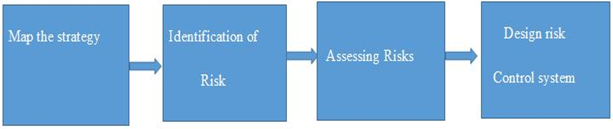 Map the strategy
Identification of
Risk
Assessing Risks
Design risk
Control system